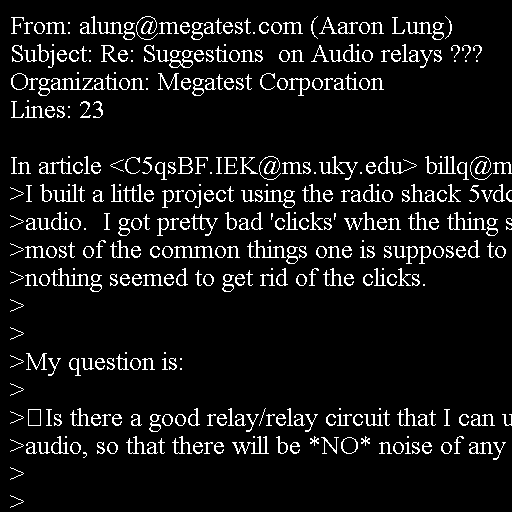 From: alung@megatest.com (Aaron Lung)
Subject: Re: Suggestions  on Audio relays ???
Organization: Megatest Corporation
Lines: 23

In article <C5qsBF.IEK@ms.uky.edu> billq@m
>I built a little project using the radio shack 5vdc
>audio.  I got pretty bad 'clicks' when the thing s
>most of the common things one is supposed to
>nothing seemed to get rid of the clicks.
>
>
>My question is:
>
>Is there a good relay/relay circuit that I can u
>audio, so that there will be *NO* noise of any
>
>